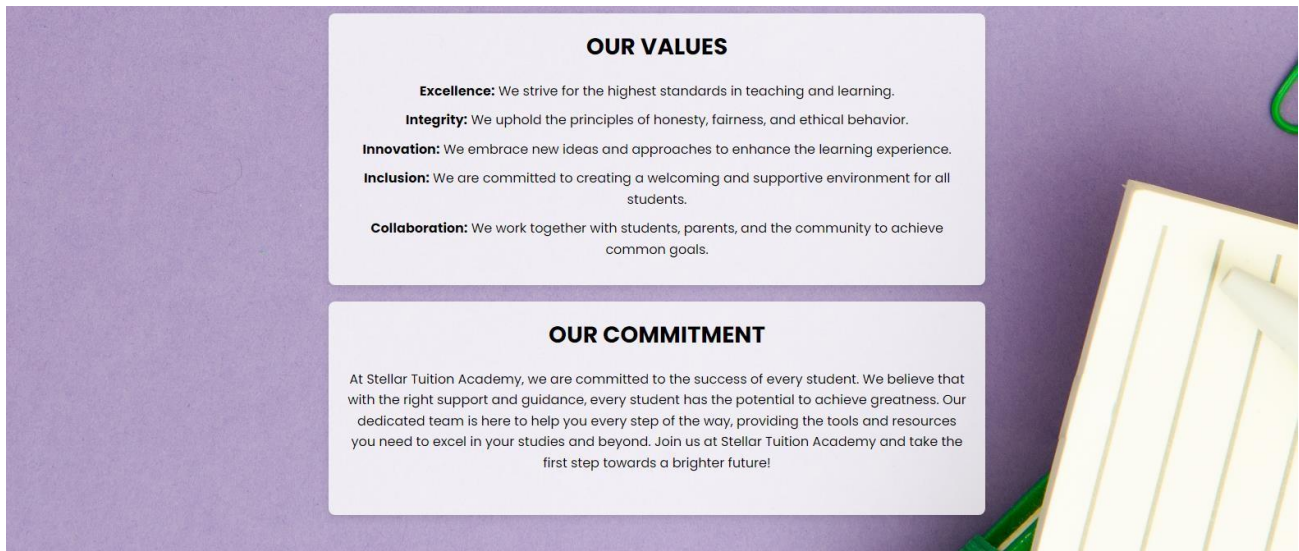 OUR VALUES
Excellence: We strive for the highest standards in teaching and learning.
Integrity: We uphold the principles of honesty, fairness, and ethical behavior.
Innovation: We embrace new ideas and approaches to enhance the learning experience.
Inclusion: We are committed to creating a welcoming and supportive environment for all
students.
Collaboration: We work together with students, parents, and the community to achieve
common goals.
OUR COMMITMENT
At Stellar Tuition Academy, we are committed to the success of every student. We believe that
with the right support and guidance, every student has the potential to achieve greatness. Our
dedicated team is here to help you every step of the way, providing the tools and resources
you need to excel in your studies and beyond. Join us at Stellar Tuition Academy and take the
first step towards a brighter future!